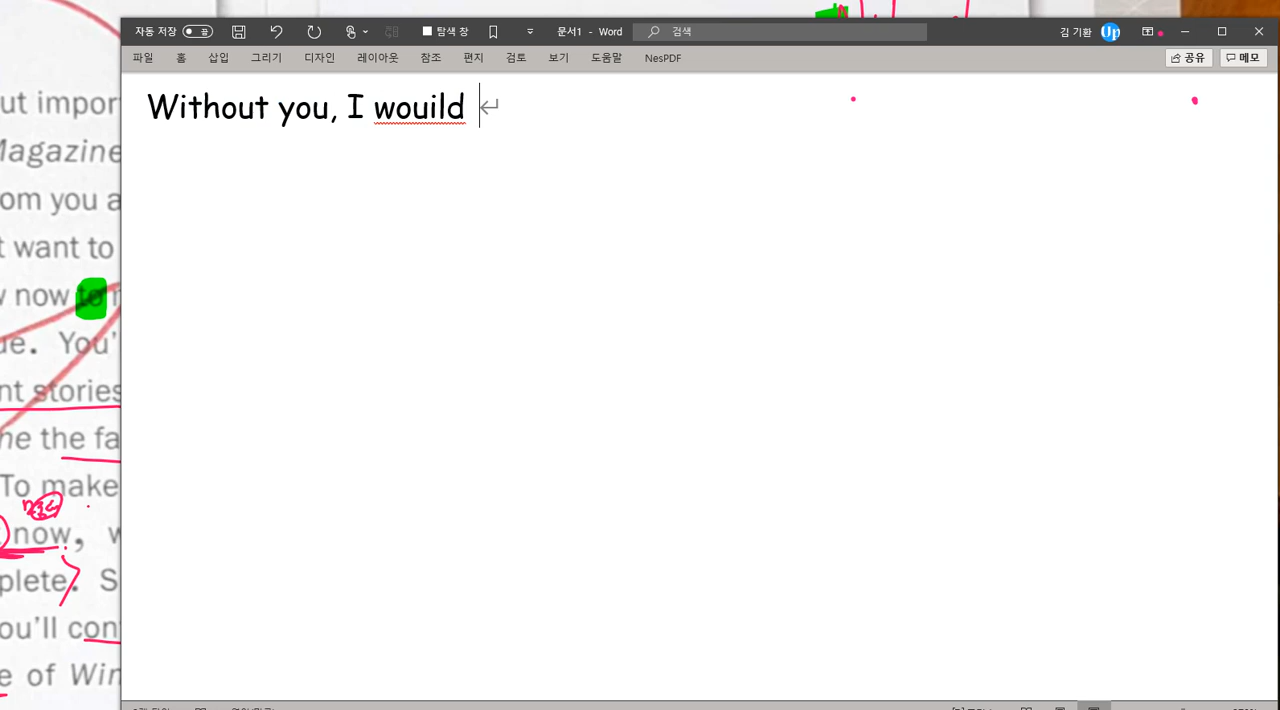 자동 저장 끔 탐색 창 문서1 - Word 검색 김 기환 Up
파일 홈 삽입 그리기 디자인 레이아웃 참조 편지 검토 보기 도움말 NesPDF 공유 메모
Without you, I wouild
ut impor
Magazine
om you a
t want to
now to
ue. You'
nt stories
ne the fa
To make
now, w
plete. S
ou'll con
e of Win